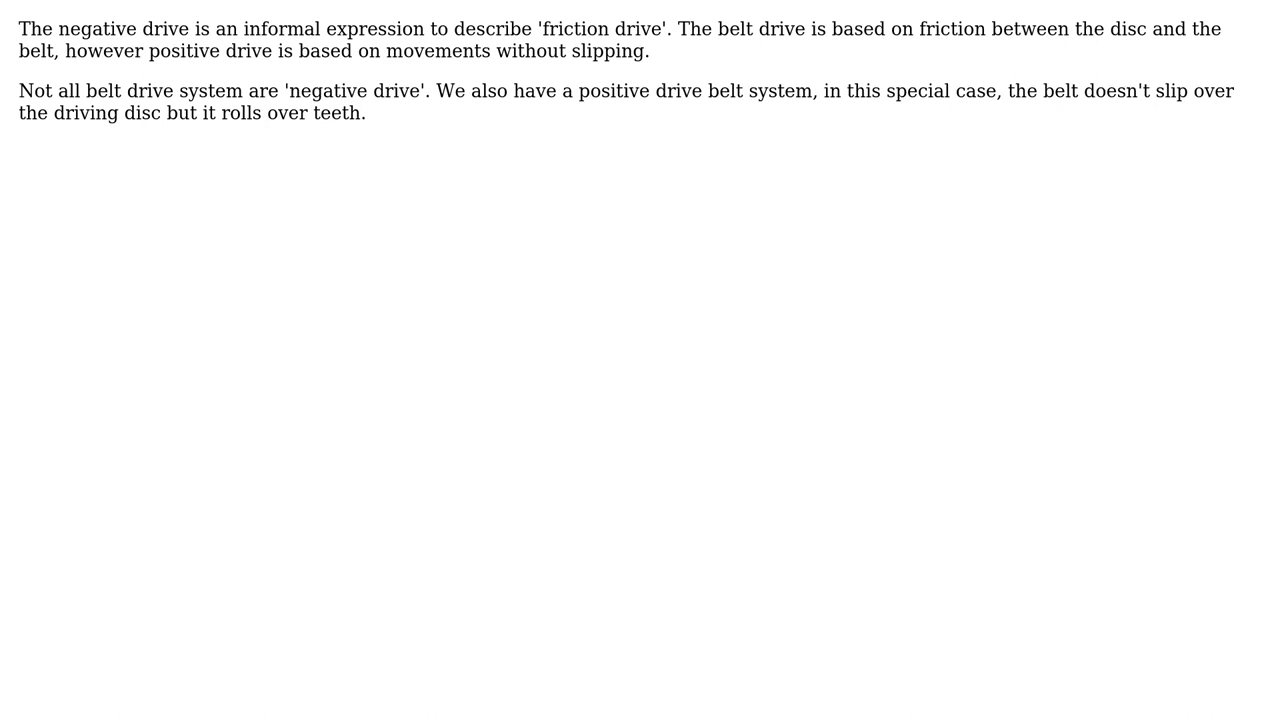 The negative drive is an informal expression to describe 'friction drive'. The belt drive is based on friction between the disc and the
belt, however positive drive is based on movements without slipping.
Not all belt drive system are 'negative drive'. We also have a positive drive belt system, in this special case, the belt doesn't slip over
the driving disc but it rolls over teeth.